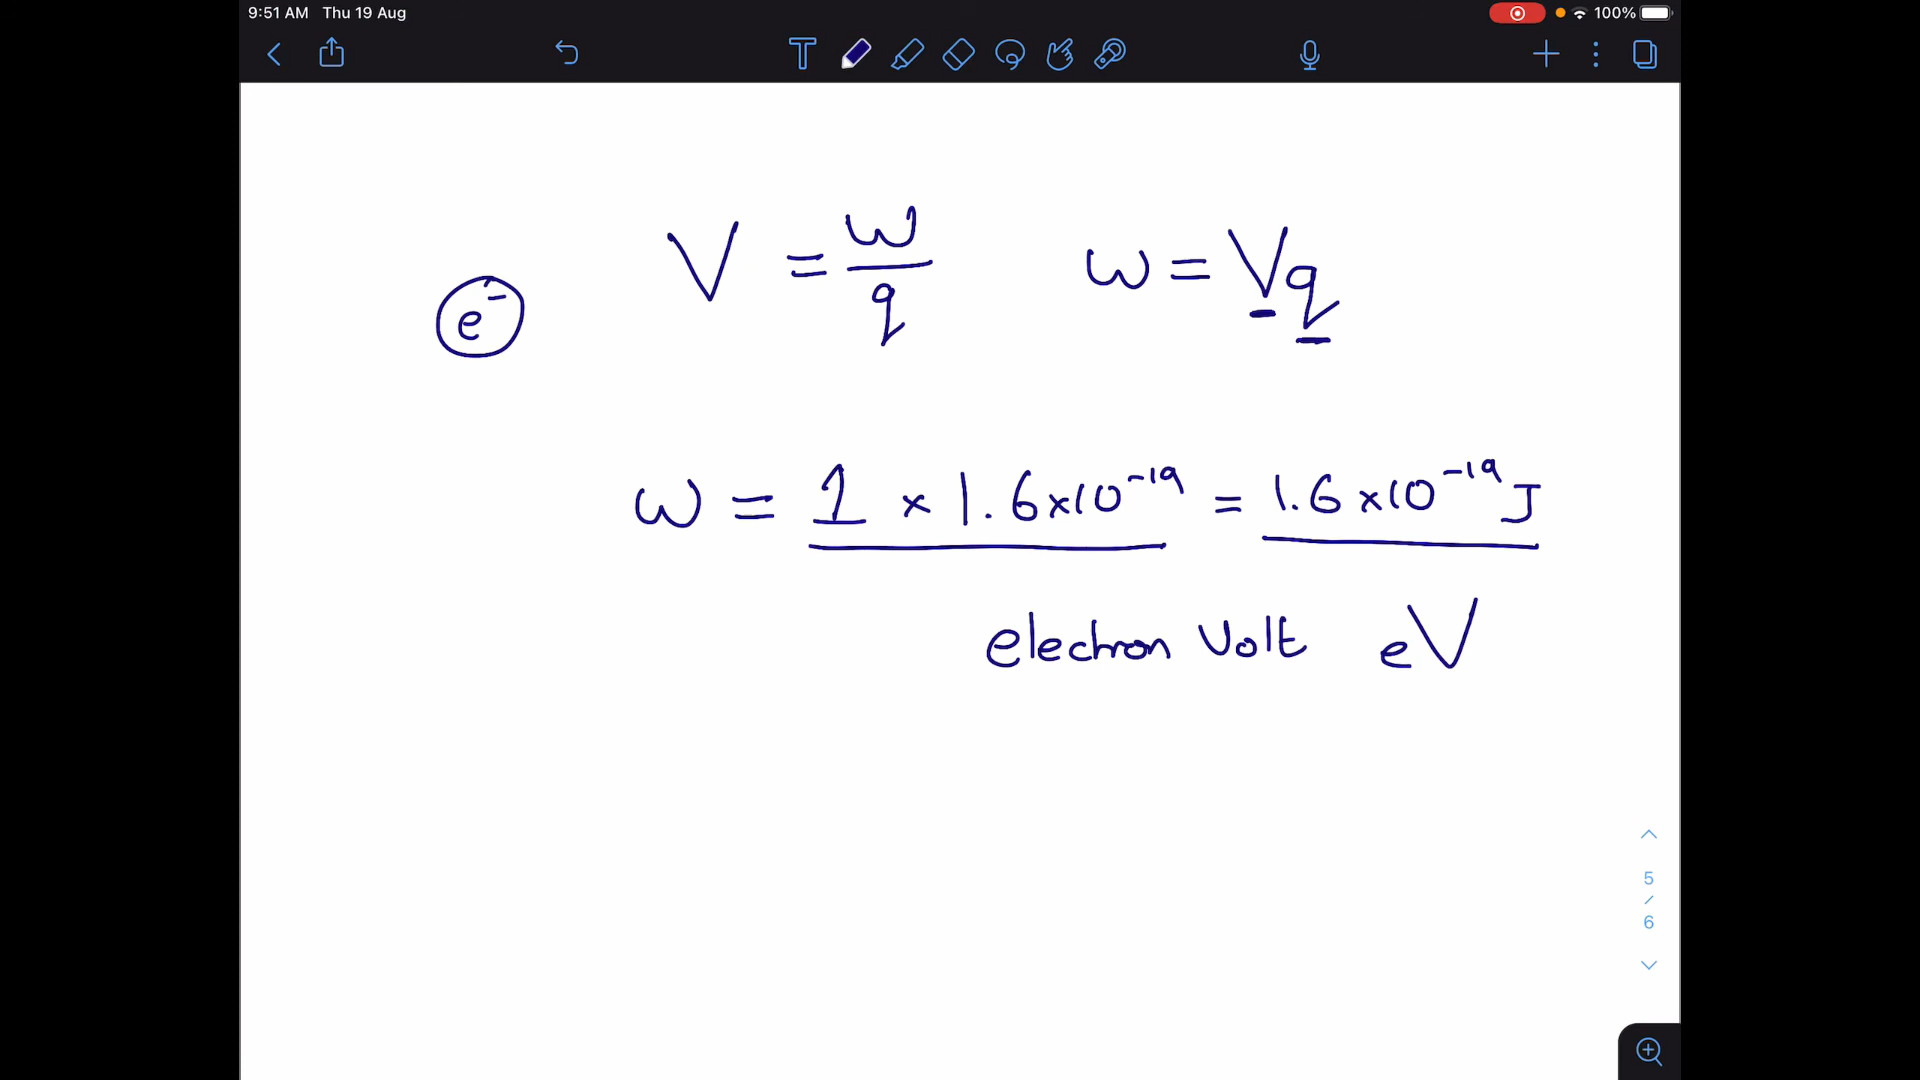 9:51 AM Thu 19 Aug 100%
V = w/q w = Vq
e⁻
w = 1 × 1.6×10⁻¹⁹ = 1.6×10⁻¹⁹ J
electron Volt eV
5
/
6